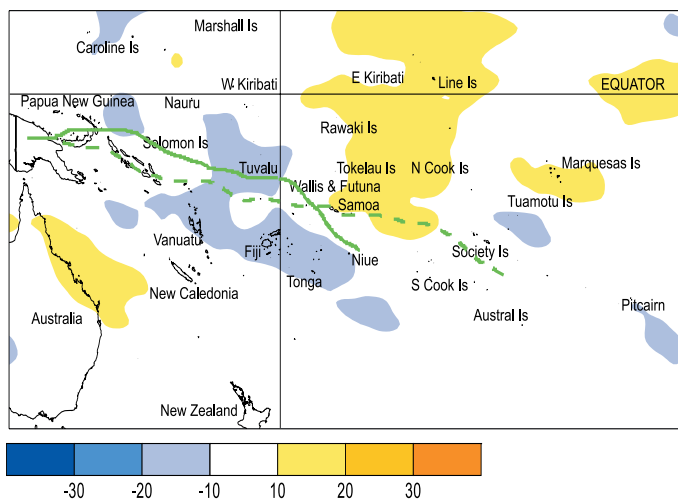 Marshall Is
Caroline Is
W Kiribati
E Kiribati
Line Is
EQUATOR
Papua New Guinea
Nauru
Rawaki Is
Solomon Is
Tuvalu
Tokelau Is
N Cook Is
Marquesas Is
Wallis & Futuna
Samoa
Tuamotu Is
Vanuatu
Fiji
Niue
Society Is
Tonga
New Caledonia
S Cook Is
Pitcairn
Australia
Austral Is
New Zealand
-30 -20 -10 10 20 30